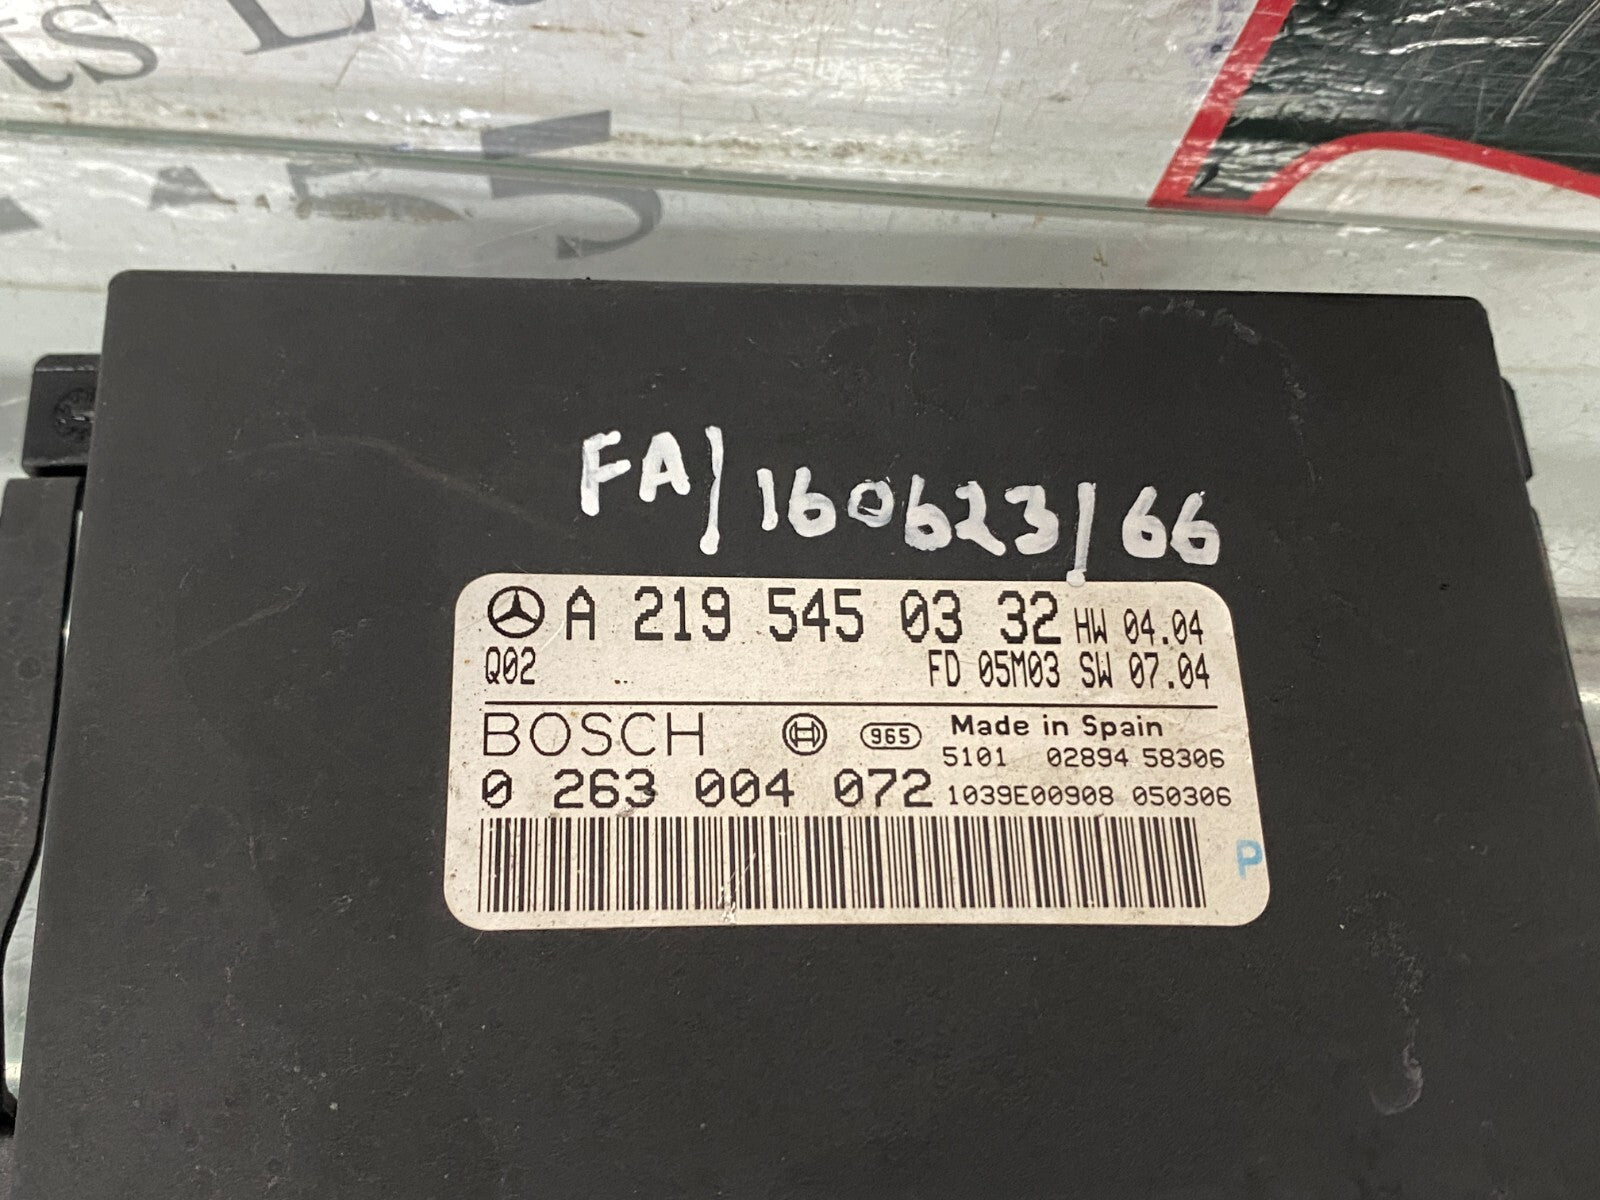 FA/160623/66
A 219 545 03 32 HW 04.04
Q02 FD 05M03 SW 07.04
BOSCH 965 Made in Spain
5101 02894 58306
0 263 004 072 1039E00908 050306
P